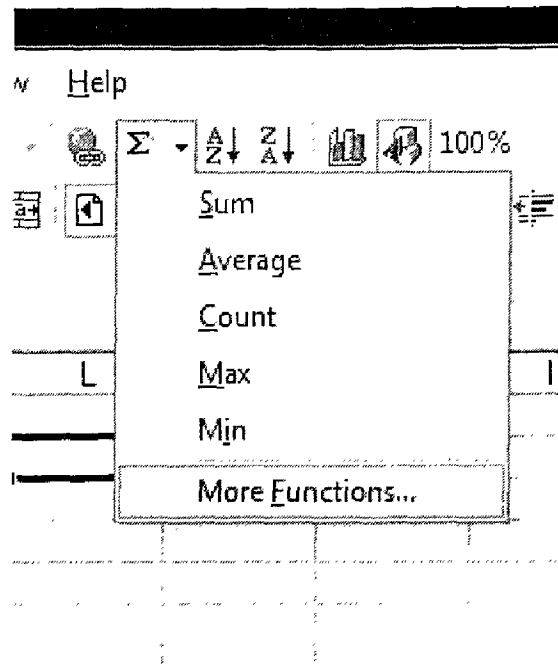 w Help
Σ A Z Z A 100%
a
Sum
Average
Count
L Max
Min
More Functions...